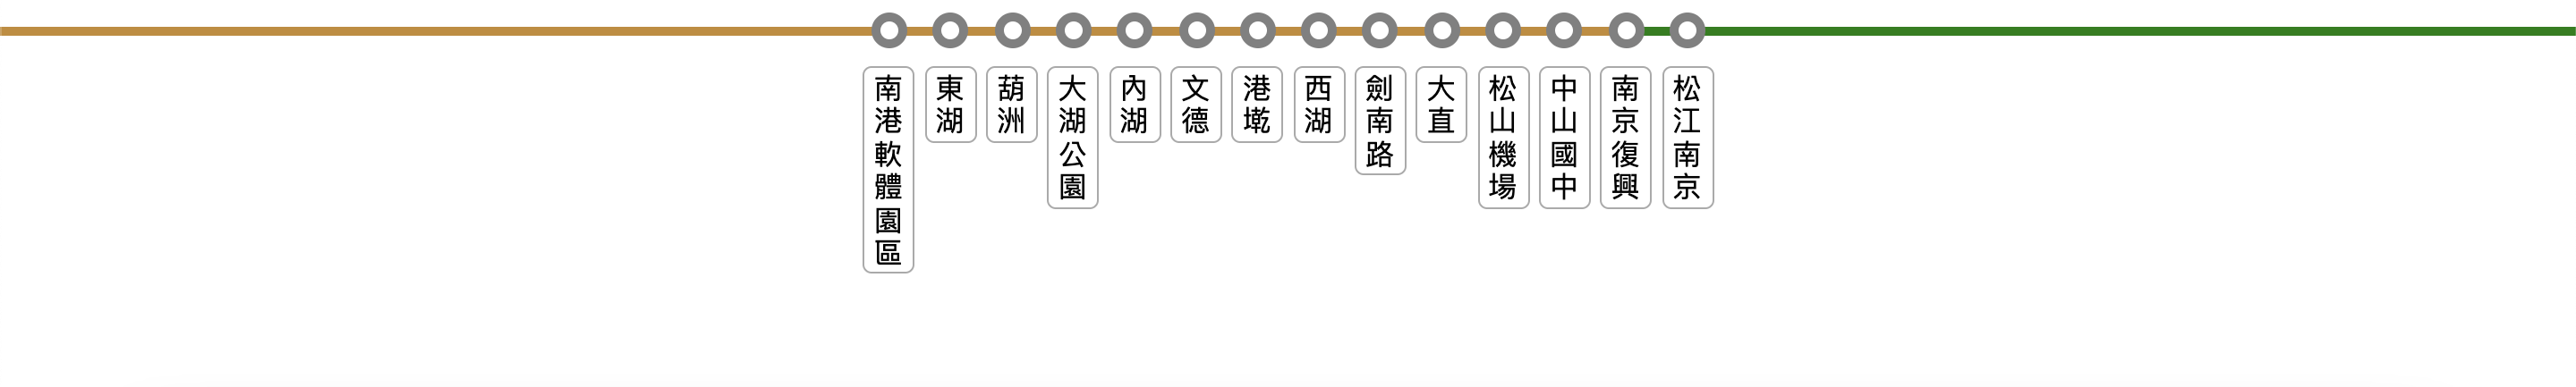 南港軟體園區
東湖
葫洲
大湖公園
內湖
文德
港墘
西湖
劍南路
大直
松山機場
中山國中
南京復興
松江南京